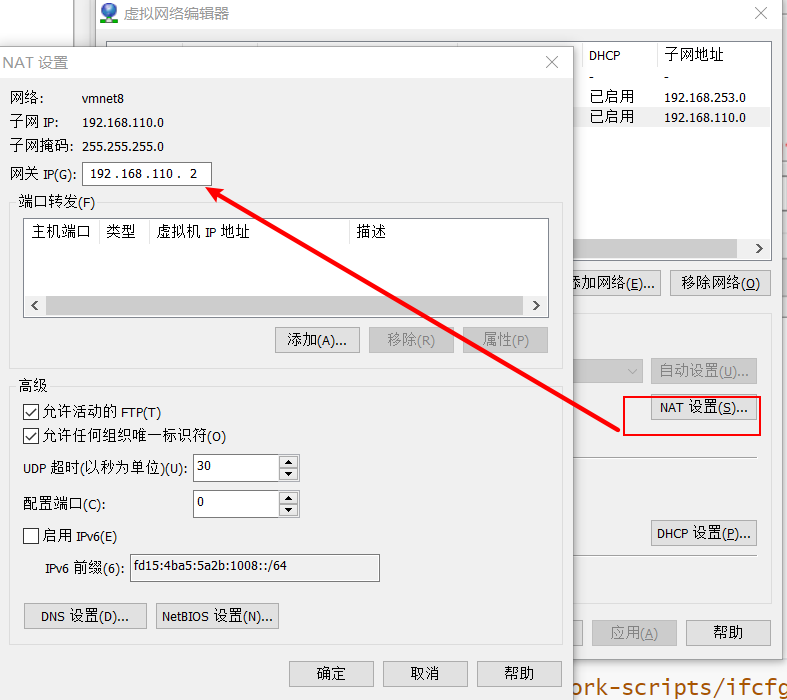 虚拟网络编辑器
DHCP 子网地址
- -
已启用 192.168.253.0
已启用 192.168.110.0
添加网络(E)... 移除网络(O)
自动设置(U)...
NAT 设置(S)...
DHCP 设置(P)...
应用(A) 帮助
NAT 设置
网络: vmnet8
子网 IP: 192.168.110.0
子网掩码: 255.255.255.0
网关 IP(G): 192 . 168 . 110 . 2
端口转发(F)
主机端口 类型 虚拟机 IP 地址 描述
添加(A)... 移除(R) 属性(P)
高级
允许活动的 FTP(T)
允许任何组织唯一标识符(O)
UDP 超时(以秒为单位)(U): 30
配置端口(C): 0
启用 IPv6(E)
IPv6 前缀(6): fd15:4ba5:5a2b:1008::/64
DNS 设置(D)... NetBIOS 设置(N)...
确定 取消 帮助
ork-scripts/ifcfg